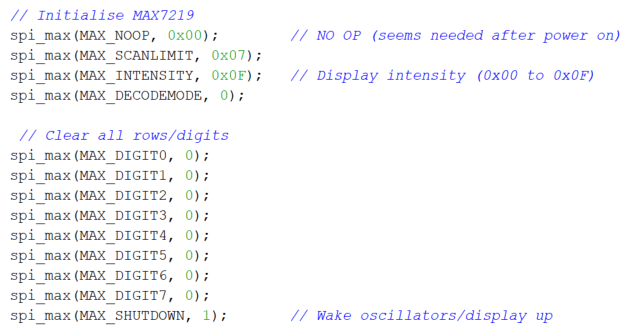 // Initialise MAX7219
spi_max(MAX_NOOP, 0x00);        // NO OP (seems needed after power on)
spi_max(MAX_SCANLIMIT, 0x07);
spi_max(MAX_INTENSITY, 0x0F);   // Display intensity (0x00 to 0x0F)
spi_max(MAX_DECODEMODE, 0);

 // Clear all rows/digits
spi_max(MAX_DIGIT0, 0);
spi_max(MAX_DIGIT1, 0);
spi_max(MAX_DIGIT2, 0);
spi_max(MAX_DIGIT3, 0);
spi_max(MAX_DIGIT4, 0);
spi_max(MAX_DIGIT5, 0);
spi_max(MAX_DIGIT6, 0);
spi_max(MAX_DIGIT7, 0);
spi_max(MAX_SHUTDOWN, 1);       // Wake oscillators/display up